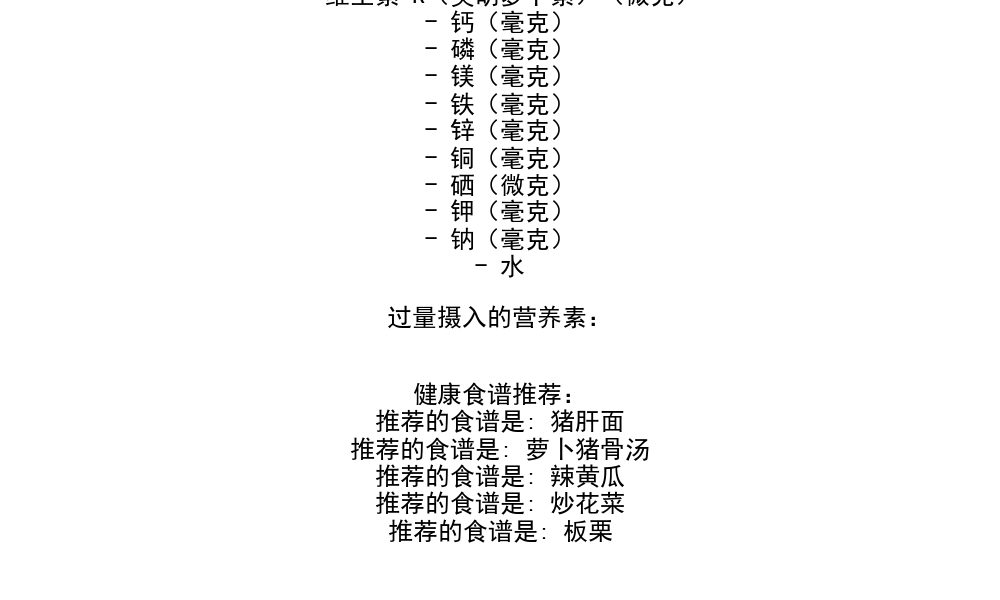 - 钙（毫克）
- 磷（毫克）
- 镁（毫克）
- 铁（毫克）
- 锌（毫克）
- 铜（毫克）
- 硒（微克）
- 钾（毫克）
- 钠（毫克）
- 水
过量摄入的营养素：
健康食谱推荐：
推荐的食谱是: 猪肝面
推荐的食谱是: 萝卜猪骨汤
推荐的食谱是: 辣黄瓜
推荐的食谱是: 炒花菜
推荐的食谱是: 板栗